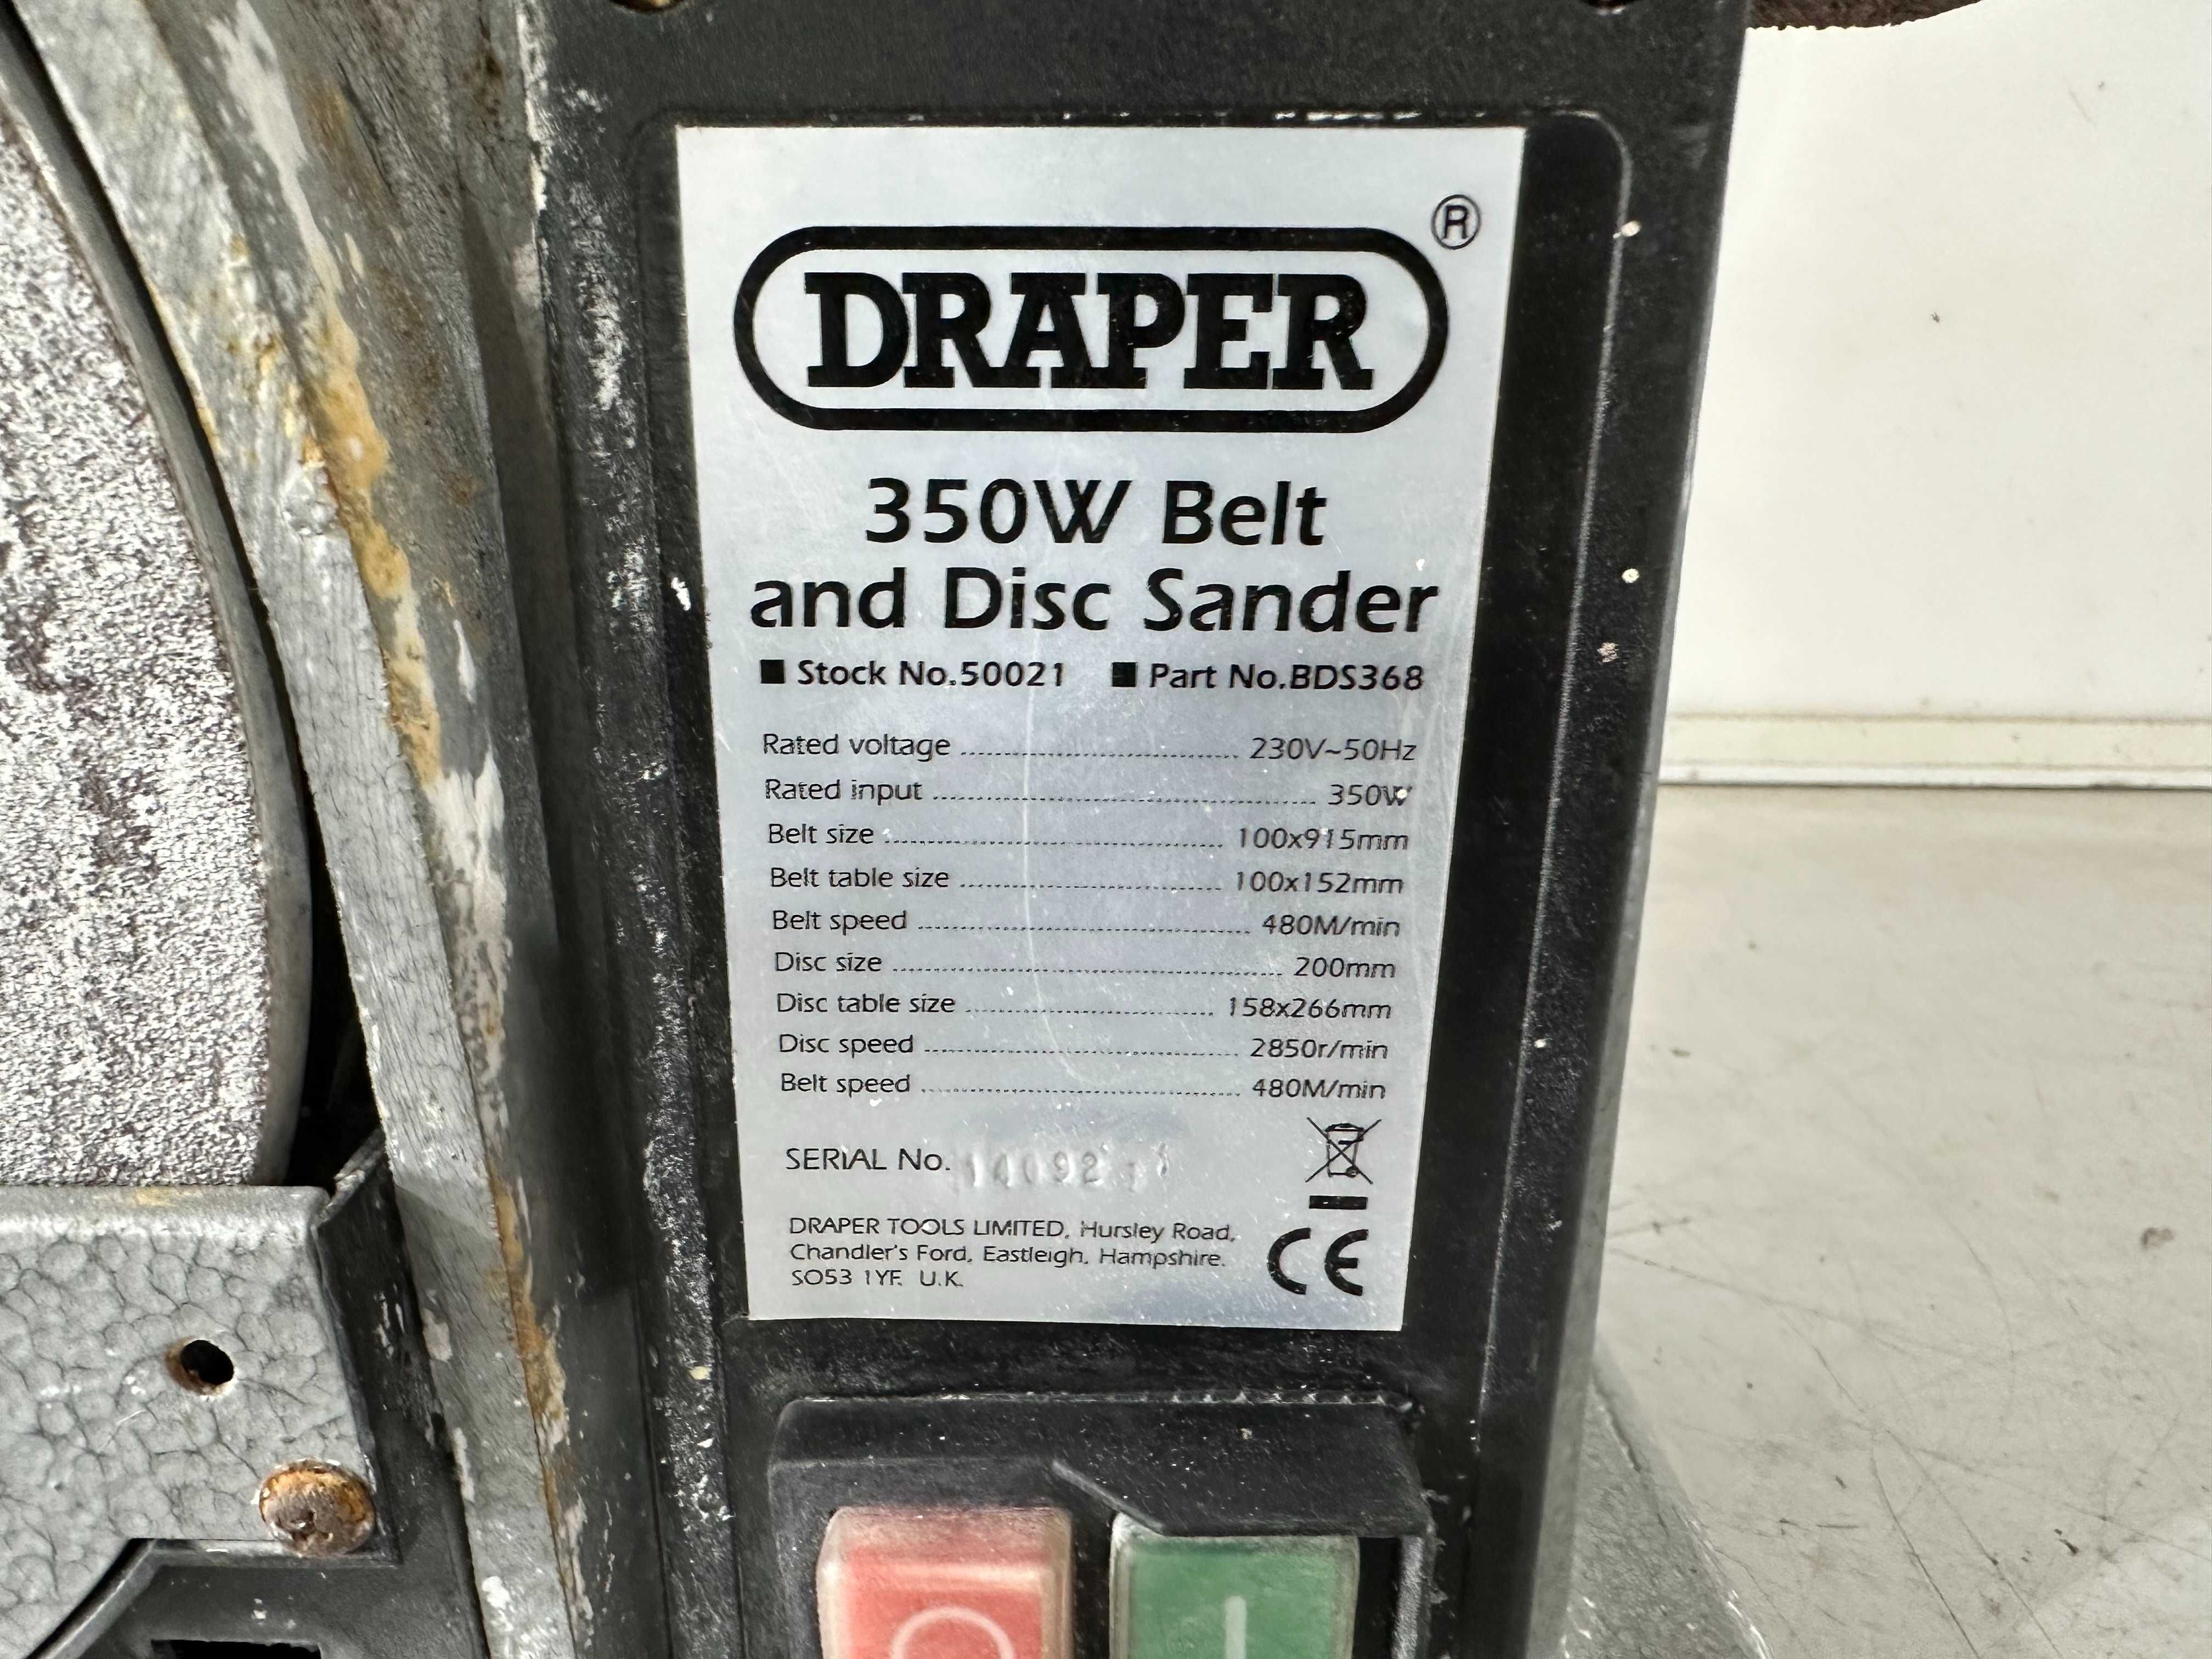 DRAPER®
350W Belt
and Disc Sander
■ Stock No.50021 ■ Part No.BDS368
Rated voltage ........ 230V~50Hz
Rated input ........ 350W
Belt size ........ 100x915mm
Belt table size ........ 100x152mm
Belt speed ........ 480M/min
Disc size ........ 200mm
Disc table size ........ 158x266mm
Disc speed ........ 2850r/min
Belt speed ........ 480M/min
SERIAL No.
DRAPER TOOLS LIMITED, Hursley Road,
Chandler's Ford, Eastleigh, Hampshire.
SO53 1YF. U.K.
CE